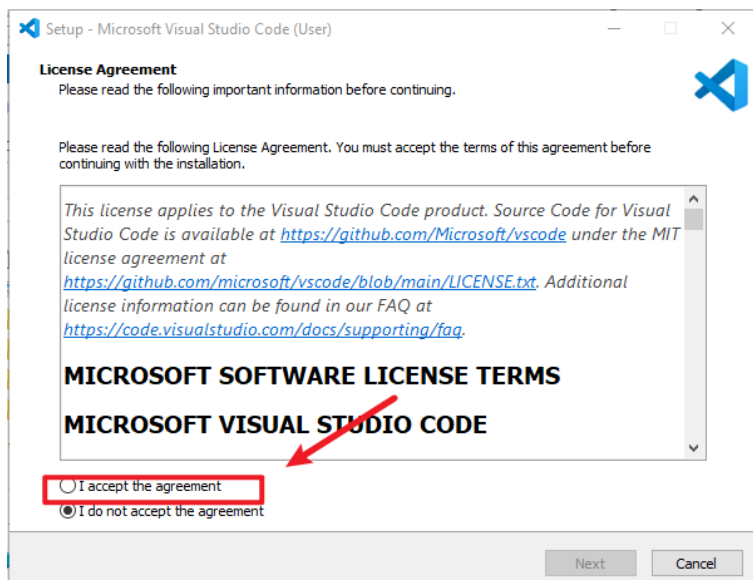 Setup - Microsoft Visual Studio Code (User)
License Agreement
Please read the following important information before continuing.
Please read the following License Agreement. You must accept the terms of this agreement before
continuing with the installation.
This license applies to the Visual Studio Code product. Source Code for Visual
Studio Code is available at https://github.com/Microsoft/vscode under the MIT
license agreement at
https://github.com/microsoft/vscode/blob/main/LICENSE.txt. Additional
license information can be found in our FAQ at
https://code.visualstudio.com/docs/supporting/faq.
MICROSOFT SOFTWARE LICENSE TERMS
MICROSOFT VISUAL STUDIO CODE
I accept the agreement
I do not accept the agreement
Next
Cancel